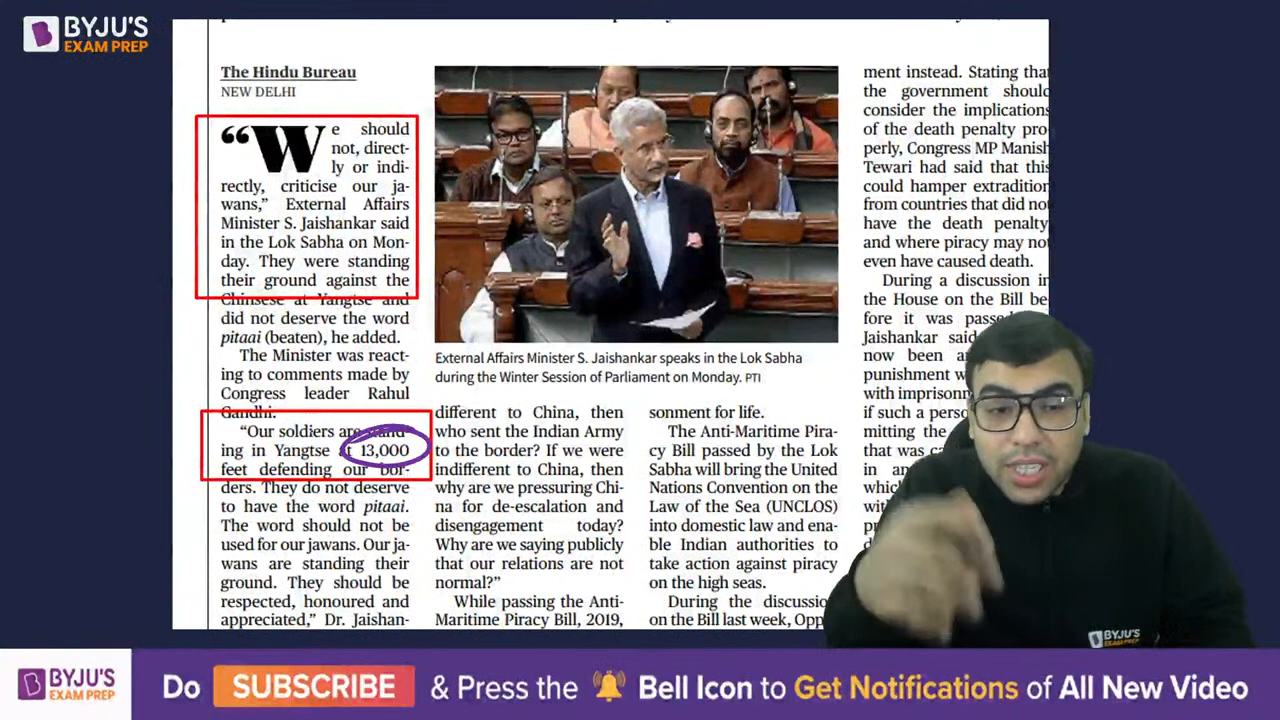 BYJU'S
EXAM PREP
The Hindu Bureau
NEW DELHI
“We should
not, direct-
ly or indi-
rectly, criticise our ja-
wans,” External Affairs
Minister S. Jaishankar said
in the Lok Sabha on Mon-
day. They were standing
their ground against the
Chinsese at Yangtse and
did not deserve the word
pitaai (beaten), he added.
The Minister was react-
ing to comments made by
Congress leader Rahul
Gandhi.
“Our soldiers are stand-
ing in Yangtse at 13,000
feet defending our bor-
ders. They do not deserve
to have the word pitaai.
The word should not be
used for our jawans. Our ja-
wans are standing their
ground. They should be
respected, honoured and
appreciated,” Dr. Jaishan-
External Affairs Minister S. Jaishankar speaks in the Lok Sabha
during the Winter Session of Parliament on Monday. PTI
different to China, then
who sent the Indian Army
to the border? If we were
indifferent to China, then
why are we pressuring Chi-
na for de-escalation and
disengagement today?
Why are we saying publicly
that our relations are not
normal?”
While passing the Anti-
Maritime Piracy Bill, 2019,
sonment for life.
The Anti-Maritime Pira-
cy Bill passed by the Lok
Sabha will bring the United
Nations Convention on the
Law of the Sea (UNCLOS)
into domestic law and ena-
ble Indian authorities to
take action against piracy
on the high seas.
During the discussion
on the Bill last week, Opp
ment instead. Stating that
the government should
consider the implications
of the death penalty pro-
perly, Congress MP Manish
Tewari had said that this
could hamper extradition
from countries that did not
have the death penalty,
and where piracy may not
even have caused death.
During a discussion in
the House on the Bill be-
fore it was passed
Jaishankar said
now been
punishment
with imprison
if such a perso
mitting the
that was
in an
which
with
BYJU'S
EXAM PREP
BYJU'S
EXAM PREP
Do SUBSCRIBE & Press the Bell Icon to Get Notifications of All New Video